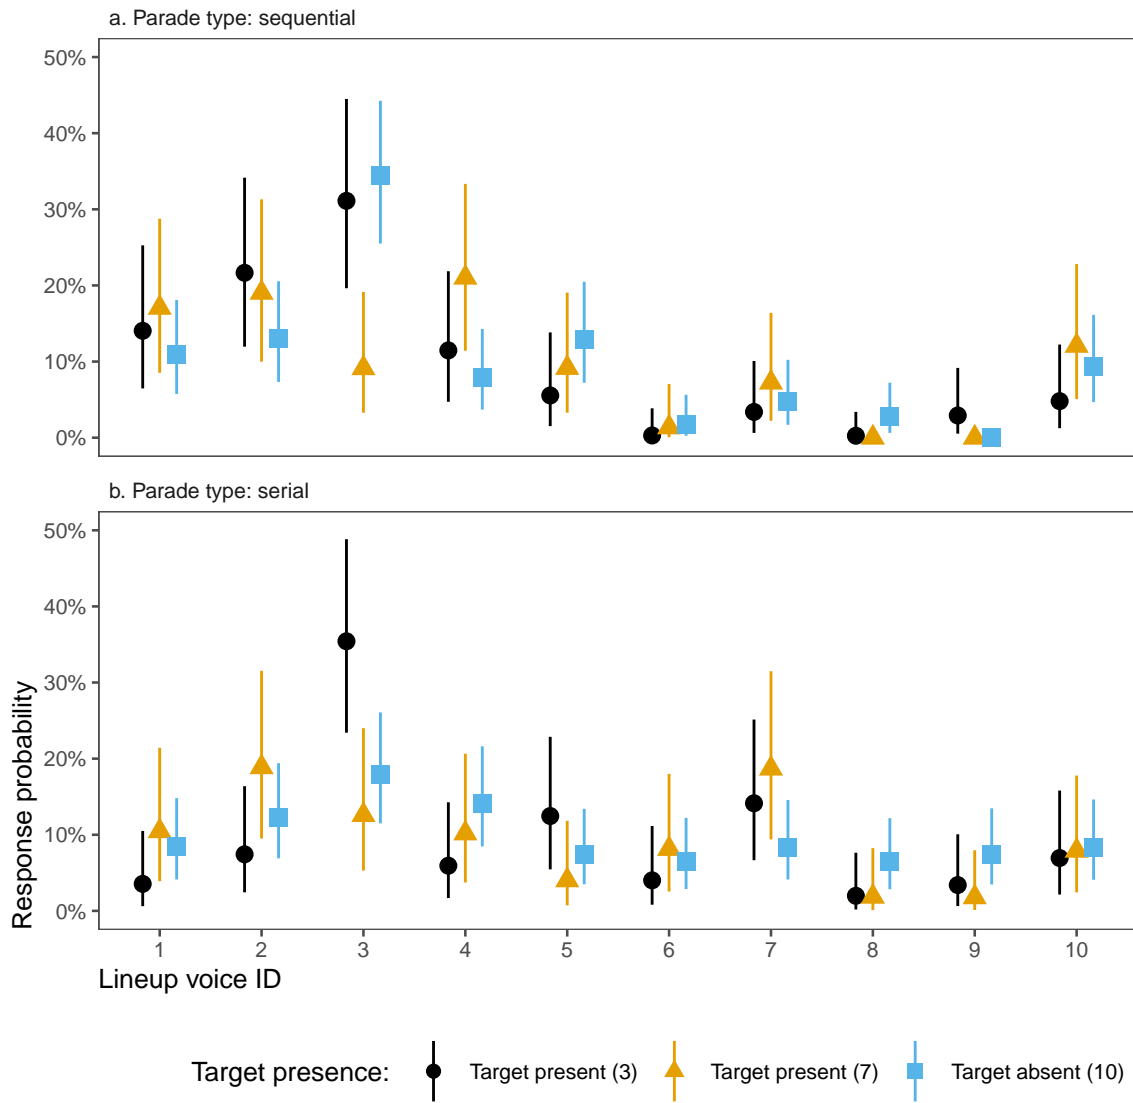 a. Parade type: sequential
50%
40%
30%
20%
10%
0%
b. Parade type: serial
50%
40%
30%
20%
10%
0%
Response probability
1 2 3 4 5 6 7 8 9 10
Lineup voice ID
Target presence: Target present (3) Target present (7) Target absent (10)